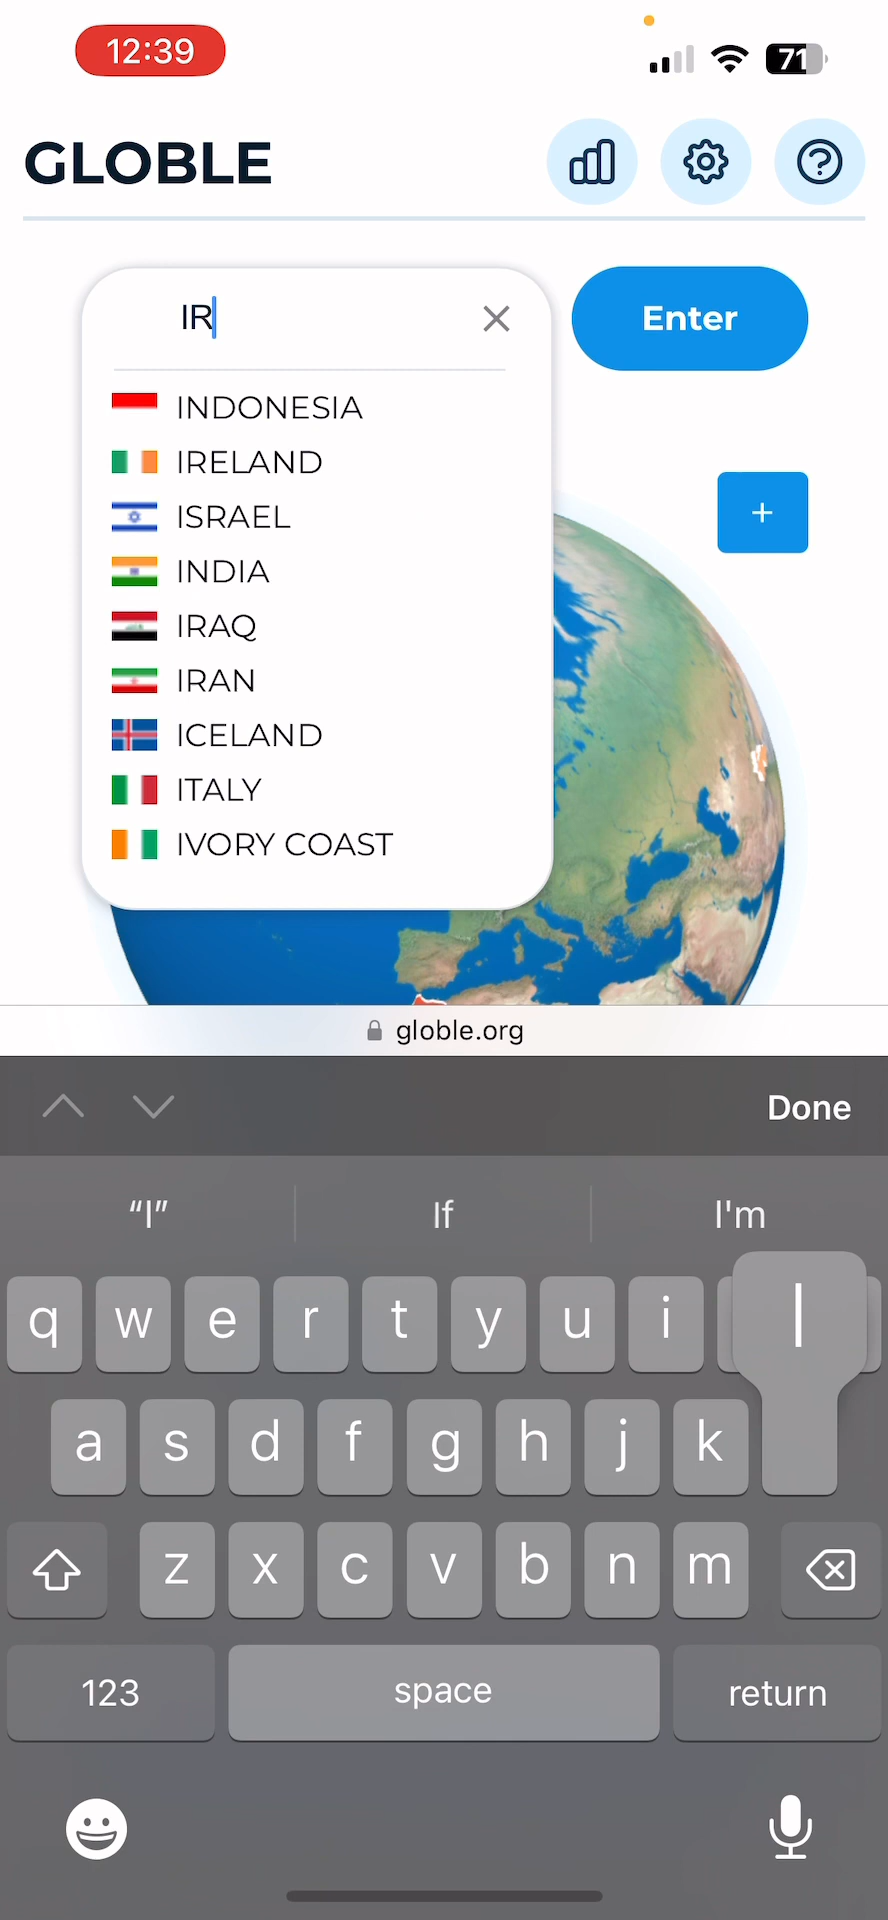 12:39
71
GLOBLE
IR
Enter
INDONESIA
IRELAND
ISRAEL
INDIA
IRAQ
IRAN
ICELAND
ITALY
IVORY COAST
+
globle.org
Done
“I” If I'm
q w e r t y u i l
a s d f g h j k
z x c v b n m
123 space return